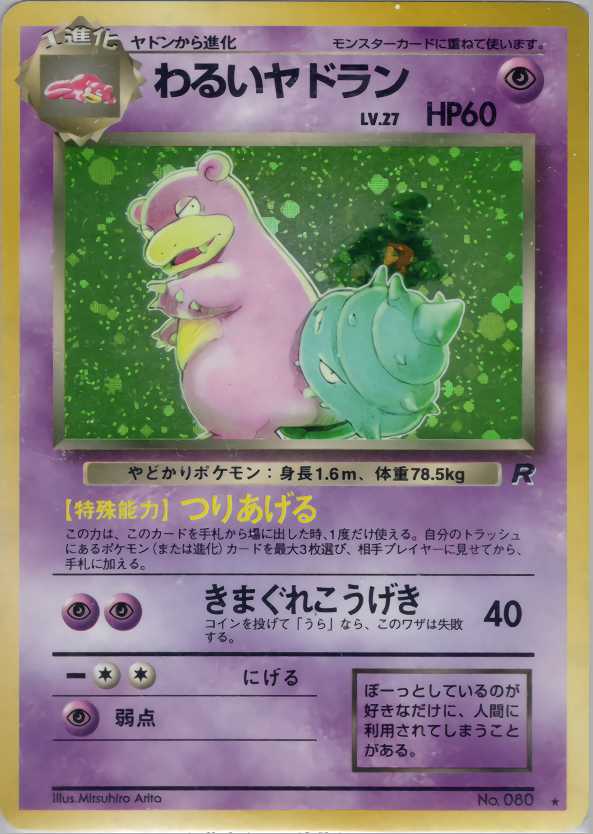 1進化
ヤドンから進化
モンスターカードに重ねて使います。
わるいヤドラン
LV.27 HP60
やどかりポケモン:身長1.6m、体重78.5kg
R
【特殊能力】つりあげる
この力は、このカードを手札から場に出した時、1度だけ使える。自分のトラッシュ
にあるポケモン(または進化)カードを最大3枚選び、相手プレイヤーに見せてから、
手札に加える。
きまぐれこうげき 40
コインを投げて「うら」なら、このワザは失敗
する。
ー にげる
弱点
ぼーっとしているのが
好きなだけに、人間に
利用されてしまうこと
がある。
Illus.Mitsuhiro Arita
No. 080 ★